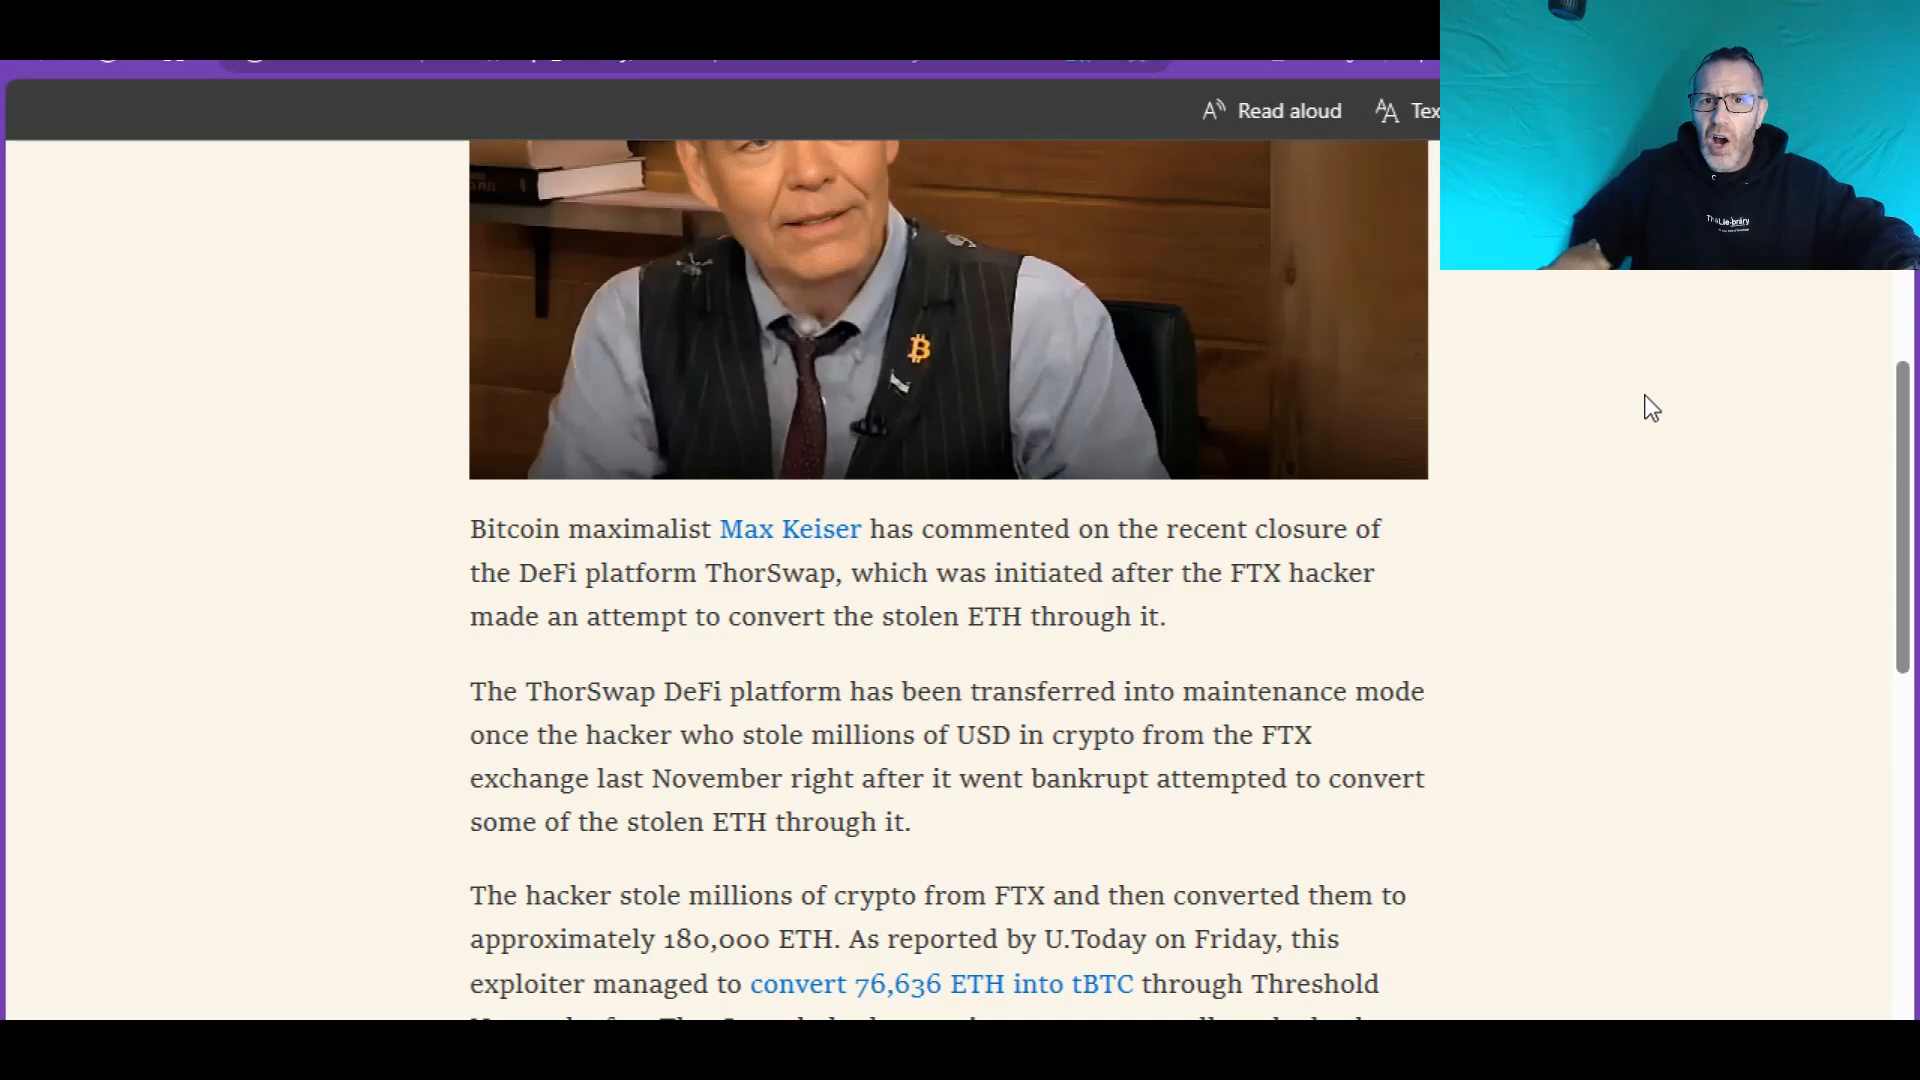 Read aloud
Tex
The Lie-brary
Bitcoin maximalist Max Keiser has commented on the recent closure of
the DeFi platform ThorSwap, which was initiated after the FTX hacker
made an attempt to convert the stolen ETH through it.
The ThorSwap DeFi platform has been transferred into maintenance mode
once the hacker who stole millions of USD in crypto from the FTX
exchange last November right after it went bankrupt attempted to convert
some of the stolen ETH through it.
The hacker stole millions of crypto from FTX and then converted them to
approximately 180,000 ETH. As reported by U.Today on Friday, this
exploiter managed to convert 76,636 ETH into tBTC through Threshold